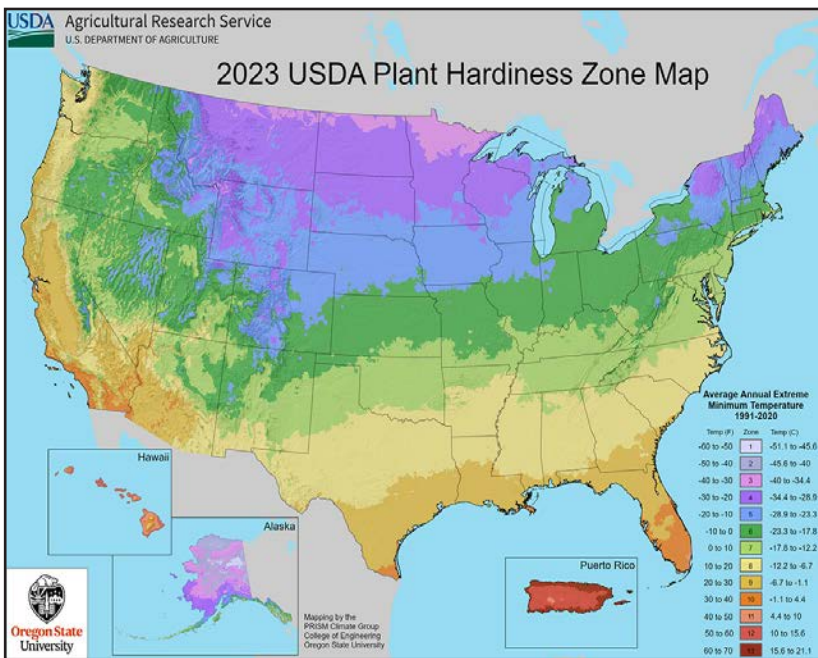 USDA
Agricultural Research Service
U.S. DEPARTMENT OF AGRICULTURE
2023 USDA Plant Hardiness Zone Map
Average Annual Extreme
Minimum Temperature
1991-2020
Temp (F) Zone Temp (C)
-60 to -50 1 -51.1 to -45.6
-50 to -40 2 -45.6 to -40
-40 to -30 3 -40 to -34.4
-30 to -20 4 -34.4 to -28.9
-20 to -10 5 -28.9 to -23.3
-10 to 0 6 -23.3 to -17.8
0 to 10 7 -17.8 to -12.2
10 to 20 8 -12.2 to -6.7
20 to 30 9 -6.7 to -1.1
30 to 40 10 -1.1 to 4.4
40 to 50 11 4.4 to 10
50 to 60 12 10 to 15.6
60 to 70 13 15.6 to 21.1
Hawaii
Alaska
Puerto Rico
Mapping by the
PRISM Climate Group
College of Engineering
Oregon State University
Oregon State
University